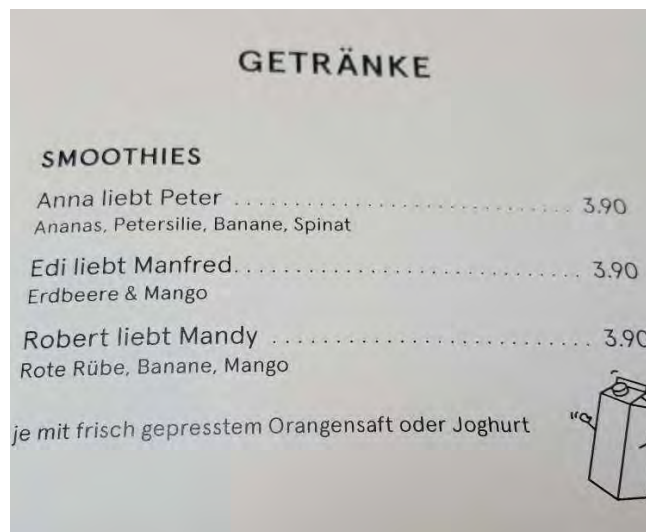 GETRÄNKE
SMOOTHIES
Anna liebt Peter ............................ 3.90
Ananas, Petersilie, Banane, Spinat
Edi liebt Manfred............................. 3.90
Erdbeere & Mango
Robert liebt Mandy ........................... 3.90
Rote Rübe, Banane, Mango
je mit frisch gepresstem Orangensaft oder Joghurt